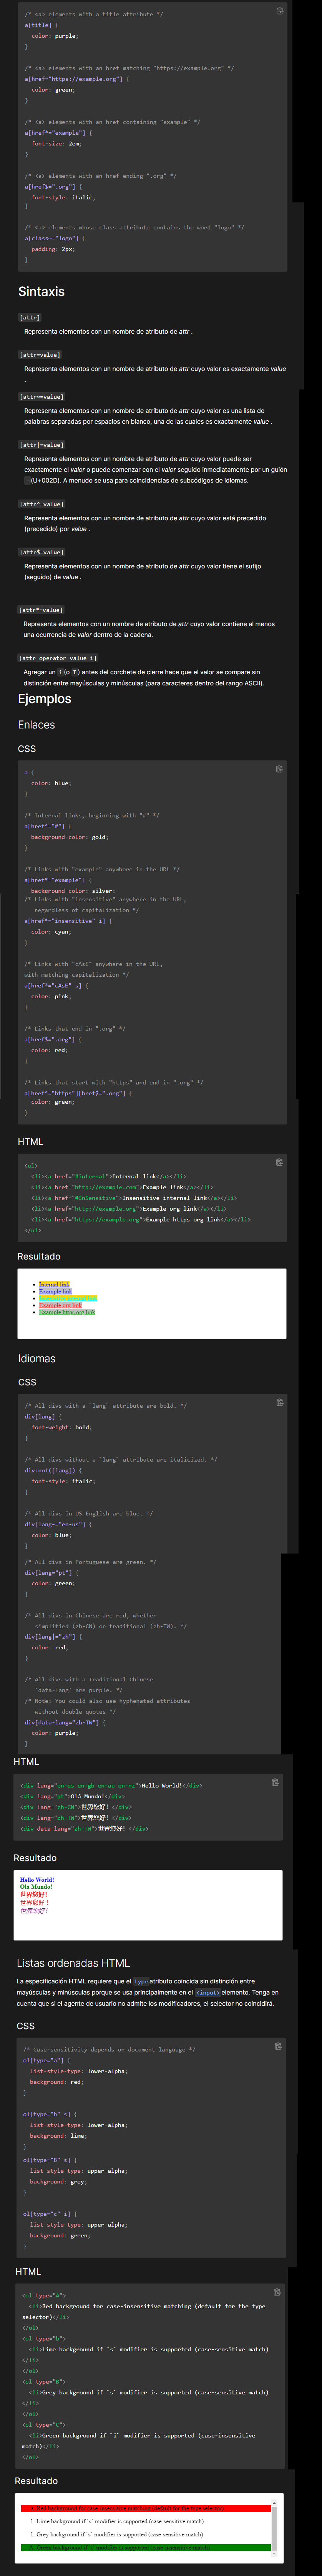 /* <a> elements with a title attribute */
a[title] {
  color: purple;
}
/* <a> elements with an href matching "https://example.org" */
a[href="https://example.org"] {
  color: green;
}
/* <a> elements with an href containing "example" */
a[href*="example"] {
  font-size: 2em;
}
/* <a> elements with an href ending ".org" */
a[href$=".org"] {
  font-style: italic;
}
/* <a> elements whose class attribute contains the word "logo" */
a[class~="logo"] {
  padding: 2px;
}
Sintaxis
[attr]
Representa elementos con un nombre de atributo de attr .
[attr=value]
Representa elementos con un nombre de atributo de attr cuyo valor es exactamente value
.
[attr~=value]
Representa elementos con un nombre de atributo de attr cuyo valor es una lista de
palabras separadas por espacios en blanco, una de las cuales es exactamente value .
[attr|=value]
Representa elementos con un nombre de atributo de attr cuyo valor puede ser
exactamente el valor o puede comenzar con el valor seguido inmediatamente por un guión
- (U+002D). A menudo se usa para coincidencias de subcódigos de idiomas.
[attr^=value]
Representa elementos con un nombre de atributo de attr cuyo valor está precedido
(precedido) por value .
[attr$=value]
Representa elementos con un nombre de atributo de attr cuyo valor tiene el sufijo
(seguido) de value .
[attr*=value]
Representa elementos con un nombre de atributo de attr cuyo valor contiene al menos
una ocurrencia de valor dentro de la cadena.
[attr operator value i]
Agregar un i (o I ) antes del corchete de cierre hace que el valor se compare sin
distinción entre mayúsculas y minúsculas (para caracteres dentro del rango ASCII).
Ejemplos
Enlaces
CSS
a {
  color: blue;
}
/* Internal links, beginning with "#" */
a[href^="#"] {
  background-color: gold;
}
/* Links with "example" anywhere in the URL */
a[href*="example"] {
  background-color: silver;
/* Links with "insensitive" anywhere in the URL,
   regardless of capitalization */
a[href*="insensitive" i] {
  color: cyan;
}
/* Links with "cAsE" anywhere in the URL,
with matching capitalization */
a[href*="cAsE" s] {
  color: pink;
}
/* Links that end in ".org" */
a[href$=".org"] {
  color: red;
}
/* Links that start with "https" and end in ".org" */
a[href^="https"][href$=".org"] {
  color: green;
}
HTML
<ul>
  <li><a href="#internal">Internal link</a></li>
  <li><a href="http://example.com">Example link</a></li>
  <li><a href="#InSensitive">Insensitive internal link</a></li>
  <li><a href="http://example.org">Example org link</a></li>
  <li><a href="https://example.org">Example https org link</a></li>
</ul>
Resultado
Internal link
Example link
Insensitive internal link
Example org link
Example https org link
Idiomas
CSS
/* All divs with a `lang` attribute are bold. */
div[lang] {
  font-weight: bold;
}
/* All divs without a `lang` attribute are italicized. */
div:not([lang]) {
  font-style: italic;
}
/* All divs in US English are blue. */
div[lang~="en-us"] {
  color: blue;
}
/* All divs in Portuguese are green. */
div[lang="pt"] {
  color: green;
}
/* All divs in Chinese are red, whether
   simplified (zh-CN) or traditional (zh-TW). */
div[lang|="zh"] {
  color: red;
}
/* All divs with a Traditional Chinese
   `data-lang` are purple. */
/* Note: You could also use hyphenated attributes
   without double quotes */
div[data-lang="zh-TW"] {
  color: purple;
}
HTML
<div lang="en-us en-gb en-au en-nz">Hello World!</div>
<div lang="pt">Olá Mundo!</div>
<div lang="zh-CN">世界您好！</div>
<div lang="zh-TW">世界您好！</div>
<div data-lang="zh-TW">世界您好！</div>
Resultado
Hello World!
Olá Mundo!
世界您好！
世界您好！
世界您好！
Listas ordenadas HTML
La especificación HTML requiere que el type atributo coincida sin distinción entre
mayúsculas y minúsculas porque se usa principalmente en el <input> elemento. Tenga en
cuenta que si el agente de usuario no admite los modificadores, el selector no coincidirá.
CSS
/* Case-sensitivity depends on document language */
ol[type="a"] {
  list-style-type: lower-alpha;
  background: red;
}
ol[type="b" s] {
  list-style-type: lower-alpha;
  background: lime;
}
ol[type="B" s] {
  list-style-type: upper-alpha;
  background: grey;
}
ol[type="c" i] {
  list-style-type: upper-alpha;
  background: green;
}
HTML
<ol type="A">
  <li>Red background for case-insensitive matching (default for the type
selector)</li>
</ol>
<ol type="b">
  <li>Lime background if `s` modifier is supported (case-sensitive match)
</li>
</ol>
<ol type="B">
  <li>Grey background if `s` modifier is supported (case-sensitive match)
</li>
</ol>
<ol type="C">
  <li>Green background if `i` modifier is supported (case-insensitive
match)</li>
</ol>
Resultado
a. Red background for case-insensitive matching (default for the type selector)
1. Lime background if `s` modifier is supported (case-sensitive match)
1. Grey background if `s` modifier is supported (case-sensitive match)
A. Green background if `i` modifier is supported (case-insensitive match)